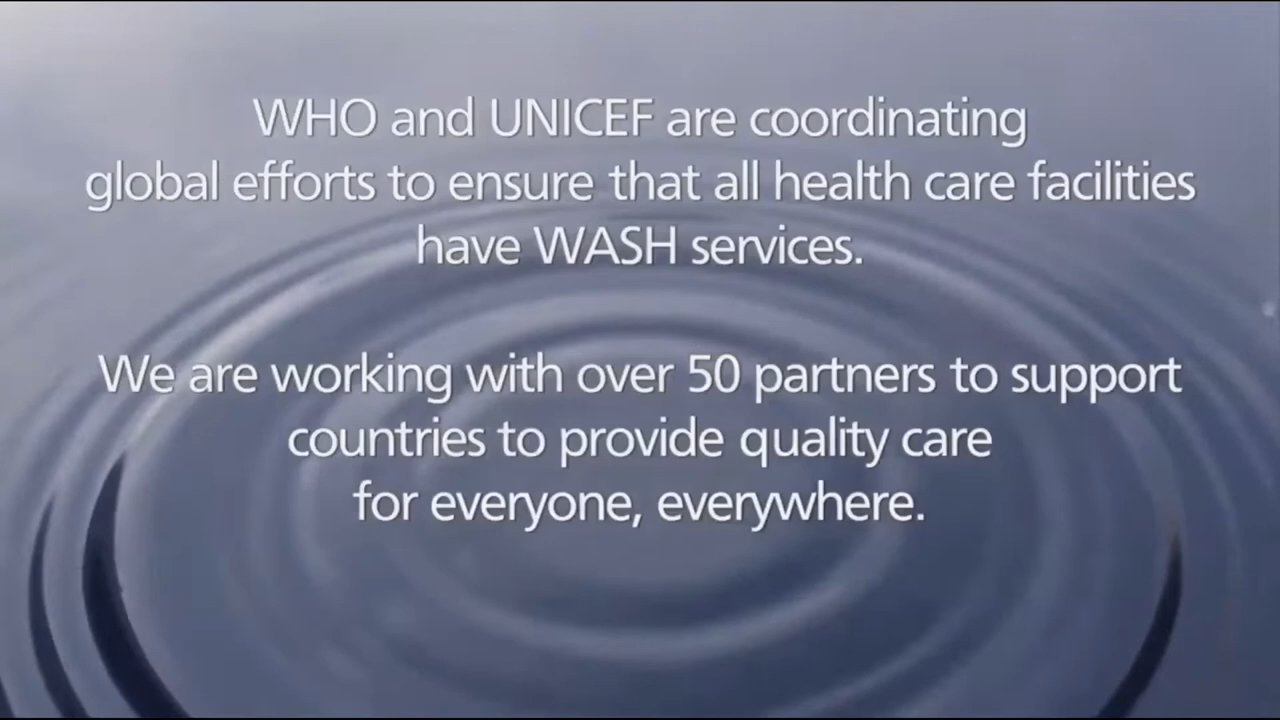 WHO and UNICEF are coordinating
global efforts to ensure that all health care facilities
have WASH services.
We are working with over 50 partners to support
countries to provide quality care
for everyone, everywhere.